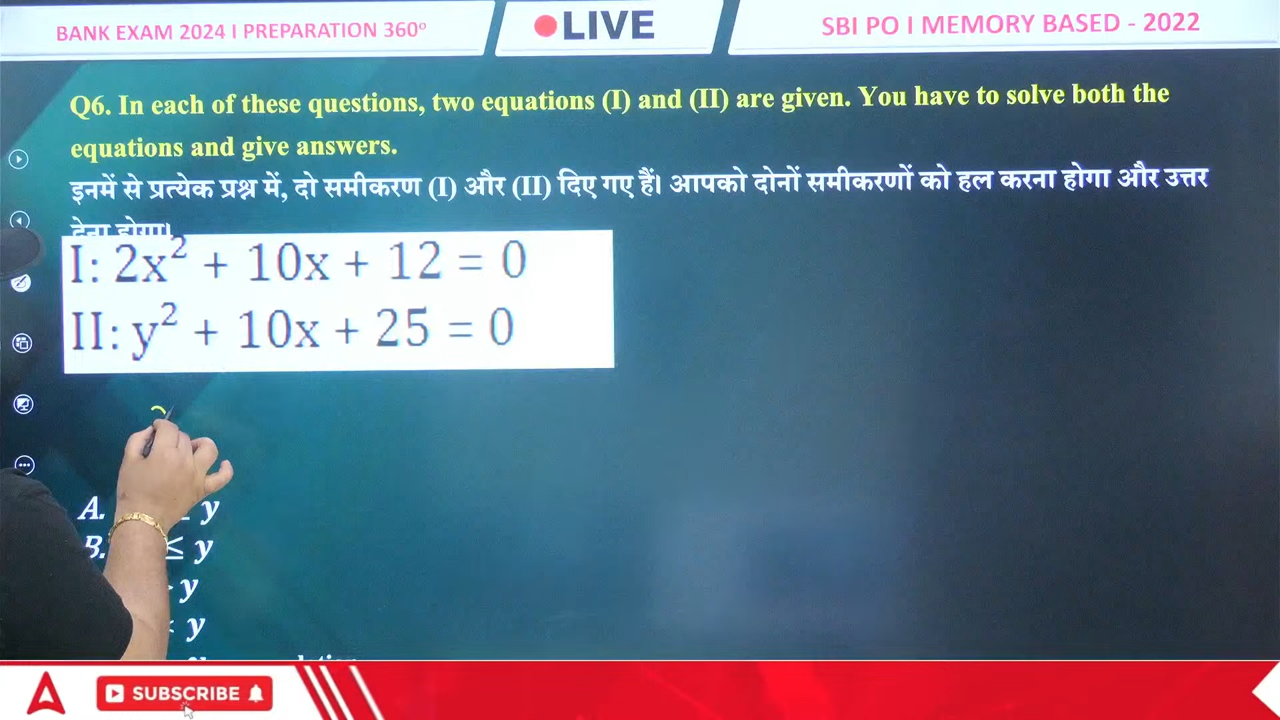 BANK EXAM 2024 I PREPARATION 360º
LIVE
SBI PO I MEMORY BASED - 2022
Q6. In each of these questions, two equations (I) and (II) are given. You have to solve both the
equations and give answers.
इनमें से प्रत्येक प्रश्न में, दो समीकरण (I) और (II) दिए गए हैं। आपको दोनों समीकरणों को हल करना होगा और उत्तर
देना होगा।
I: 2x² + 10x + 12 = 0
II: y² + 10x + 25 = 0
A. y
B. ≤ y
y
y
SUBSCRIBE